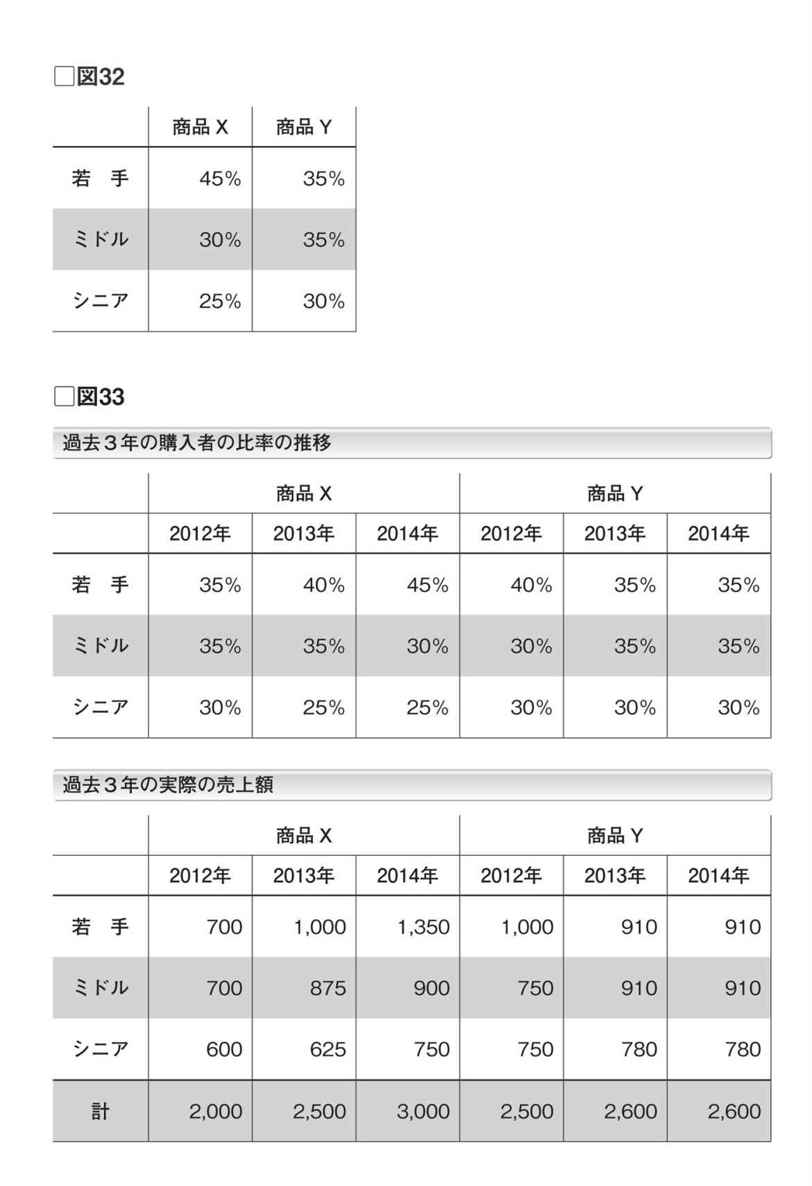 □図32
商品 X 商品 Y
若 手 45% 35%
ミドル 30% 35%
シニア 25% 30%
□図33
過去３年の購入者の比率の推移
商品 X 商品 Y
2012年 2013年 2014年 2012年 2013年 2014年
若 手 35% 40% 45% 40% 35% 35%
ミドル 35% 35% 30% 30% 35% 35%
シニア 30% 25% 25% 30% 30% 30%
過去３年の実際の売上額
商品 X 商品 Y
2012年 2013年 2014年 2012年 2013年 2014年
若 手 700 1,000 1,350 1,000 910 910
ミドル 700 875 900 750 910 910
シニア 600 625 750 750 780 780
計 2,000 2,500 3,000 2,500 2,600 2,600